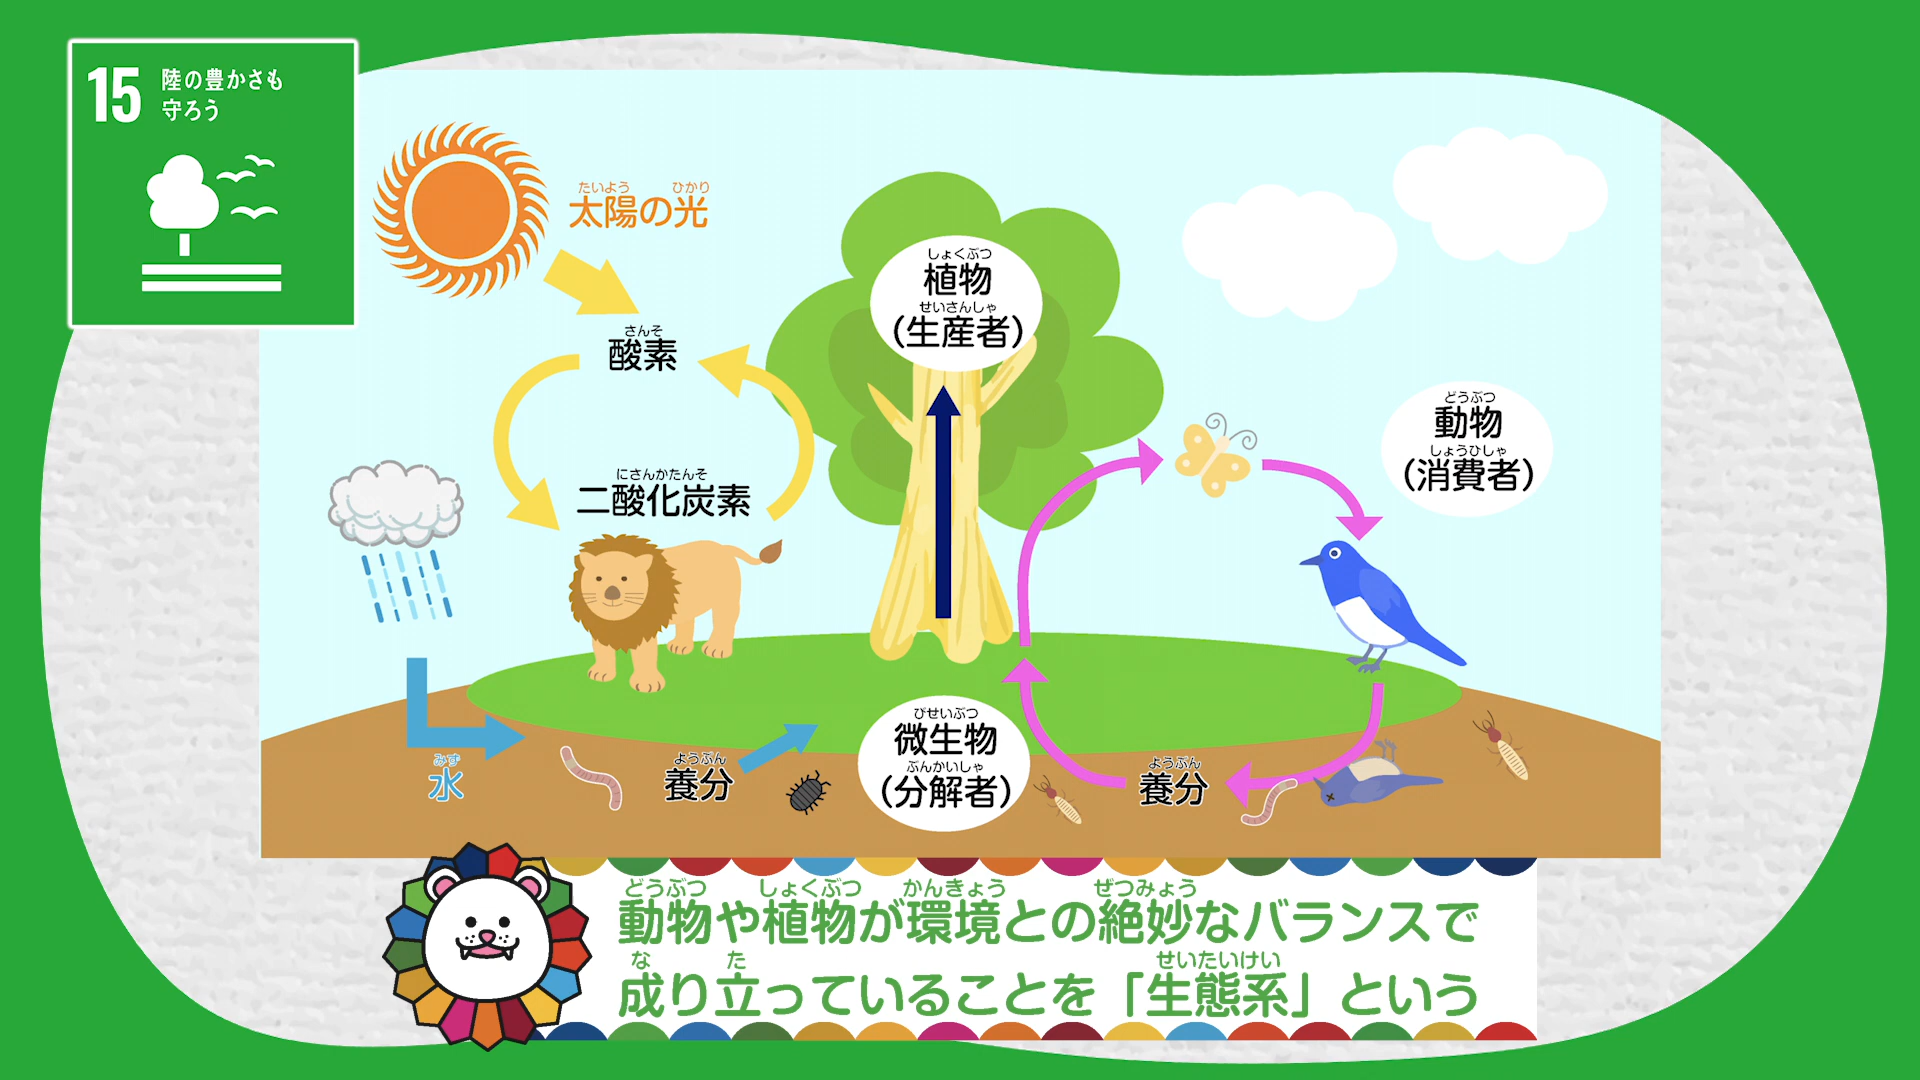 15
陸の豊かさも
守ろう
たいよう ひかり
太陽の光
さんそ
酸素
にさんかたんそ
二酸化炭素
しょくぶつ
植物
せいさんしゃ
(生産者)
どうぶつ
動物
しょうひしゃ
(消費者)
みず
水
ようぶん
養分
びせいぶつ
微生物
ぶんかいしゃ
(分解者)
ようぶん
養分
どうぶつ しょくぶつ かんきょう ぜつみょう
動物や植物が環境との絶妙なバランスで
な た せいたいけい
成り立っていることを「生態系」という